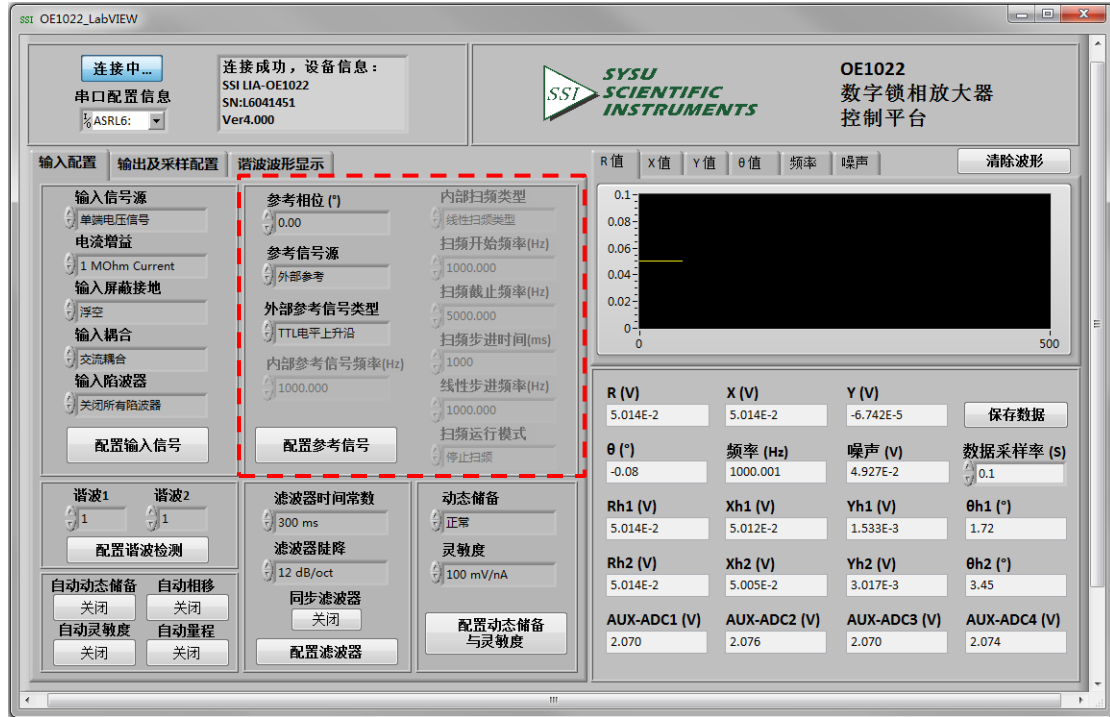 SSI OE1022_LabVIEW
连接中...
串口配置信息
ASRL6:
连接成功，设备信息：
SSI LIA-OE1022
SN:L6041451
Ver4.000
SSI
SYSU
SCIENTIFIC
INSTRUMENTS
OE1022
数字锁相放大器
控制平台
输入配置 输出及采样配置 谐波波形显示
输入信号源
单端电压信号
电流增益
1 MOhm Current
输入屏蔽接地
浮空
输入耦合
交流耦合
输入陷波器
关闭所有陷波器
配置输入信号
参考相位 (°)
0.00
参考信号源
外部参考
外部参考信号类型
TTL电平上升沿
内部参考信号频率(Hz)
1000.000
配置参考信号
内部扫频类型
线性扫频类型
扫频开始频率(Hz)
1000.000
扫频截止频率(Hz)
5000.000
扫频步进时间(ms)
1000
线性步进频率(Hz)
1000.000
扫频运行模式
停止扫频
谐波1 谐波2
1 1
配置谐波检测
自动动态储备 自动相移
关闭 关闭
自动灵敏度 自动量程
关闭 关闭
滤波器时间常数
300 ms
滤波器陡降
12 dB/oct
同步滤波器
关闭
配置滤波器
动态储备
正常
灵敏度
100 mV/nA
配置动态储备
与灵敏度
R值 X值 Y值 θ值 频率 噪声 清除波形
0.1
0.08
0.06
0.04
0.02
0
0 500
R (V) X (V) Y (V)
5.014E-2 5.014E-2 -6.742E-5 保存数据
θ (°) 频率 (Hz) 噪声 (V) 数据采样率 (S)
-0.08 1000.001 4.927E-2 0.1
Rh1 (V) Xh1 (V) Yh1 (V) θh1 (°)
5.014E-2 5.012E-2 1.533E-3 1.72
Rh2 (V) Xh2 (V) Yh2 (V) θh2 (°)
5.014E-2 5.005E-2 3.017E-3 3.45
AUX-ADC1 (V) AUX-ADC2 (V) AUX-ADC3 (V) AUX-ADC4 (V)
2.070 2.076 2.070 2.074